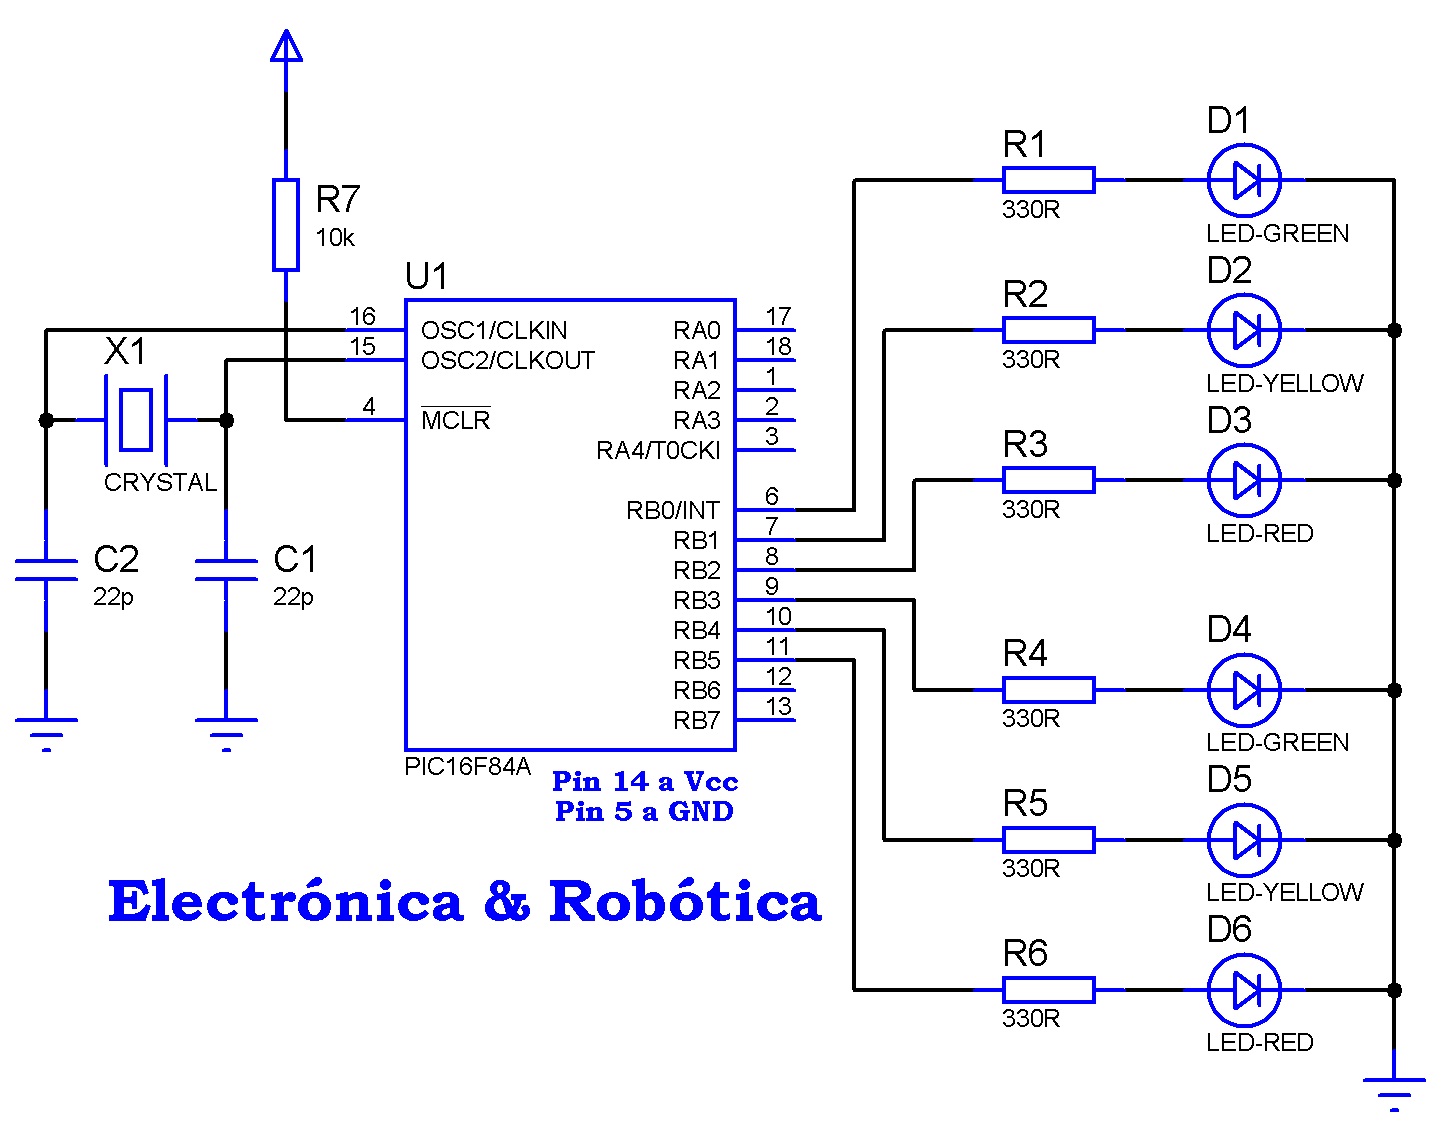 R7
10k
U1
16
OSC1/CLKIN
15
OSC2/CLKOUT
4
MCLR
RA0
17
RA1
18
RA2
1
RA3
2
RA4/T0CKI
3
RB0/INT
6
RB1
7
RB2
8
RB3
9
RB4
10
RB5
11
RB6
12
RB7
13
PIC16F84A
Pin 14 a Vcc
Pin 5 a GND
X1
CRYSTAL
C2
22p
C1
22p
R1
330R
D1
LED-GREEN
R2
330R
D2
LED-YELLOW
R3
330R
D3
LED-RED
R4
330R
D4
LED-GREEN
R5
330R
D5
LED-YELLOW
R6
330R
D6
LED-RED
Electrónica & Robótica